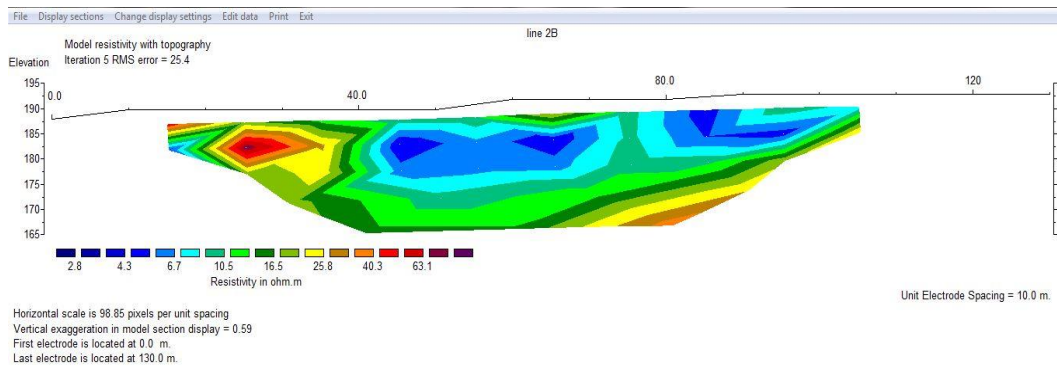 File Display sections Change display settings Edit data Print Exit
line 2B
Model resistivity with topography
Iteration 5 RMS error = 25.4
Elevation
0.0 40.0 80.0 120
195
190
185
180
175
170
165
2.8 4.3 6.7 10.5 16.5 25.8 40.3 63.1
Resistivity in ohm.m
Unit Electrode Spacing = 10.0 m.
Horizontal scale is 98.85 pixels per unit spacing
Vertical exaggeration in model section display = 0.59
First electrode is located at 0.0 m.
Last electrode is located at 130.0 m.